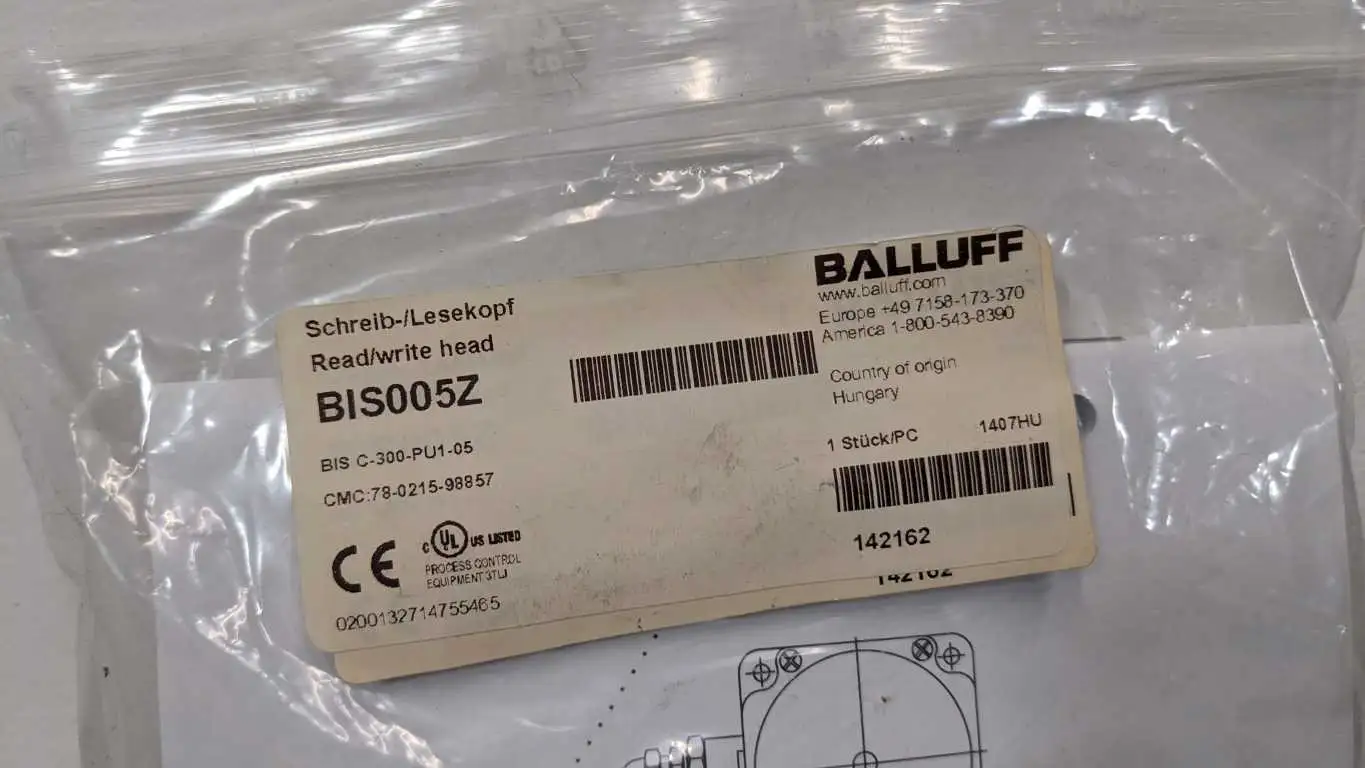 Schreib-/Lesekopf
Read/write head
BIS005Z
BIS C-300-PU1-05
CMC:78-0215-98857
CE
c UL US LISTED
PROCESS CONTROL
EQUIPMENT 3TLJ
0200132714755465
BALLUFF
www.balluff.com
Europe +49 7158-173-370
America 1-800-543-8390
Country of origin
Hungary
1 Stück/PC 1407HU
142162
142162